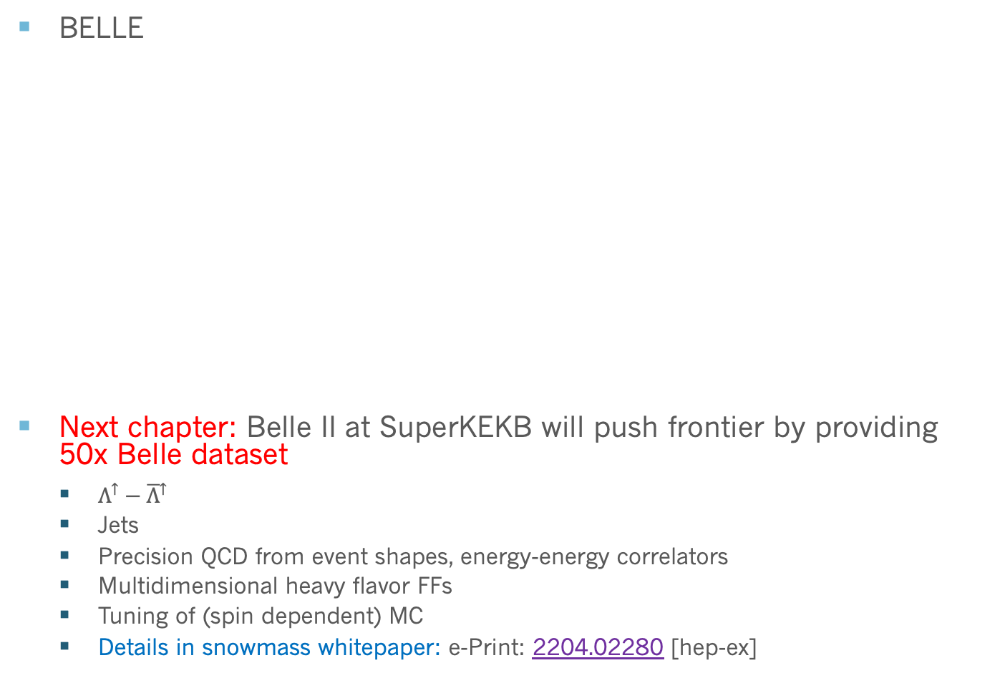 BELLE
Next chapter: Belle II at SuperKEKB will push frontier by providing
50x Belle dataset
Λ↑ − Λ̅↑
Jets
Precision QCD from event shapes, energy-energy correlators
Multidimensional heavy flavor FFs
Tuning of (spin dependent) MC
Details in snowmass whitepaper: e-Print: 2204.02280 [hep-ex]